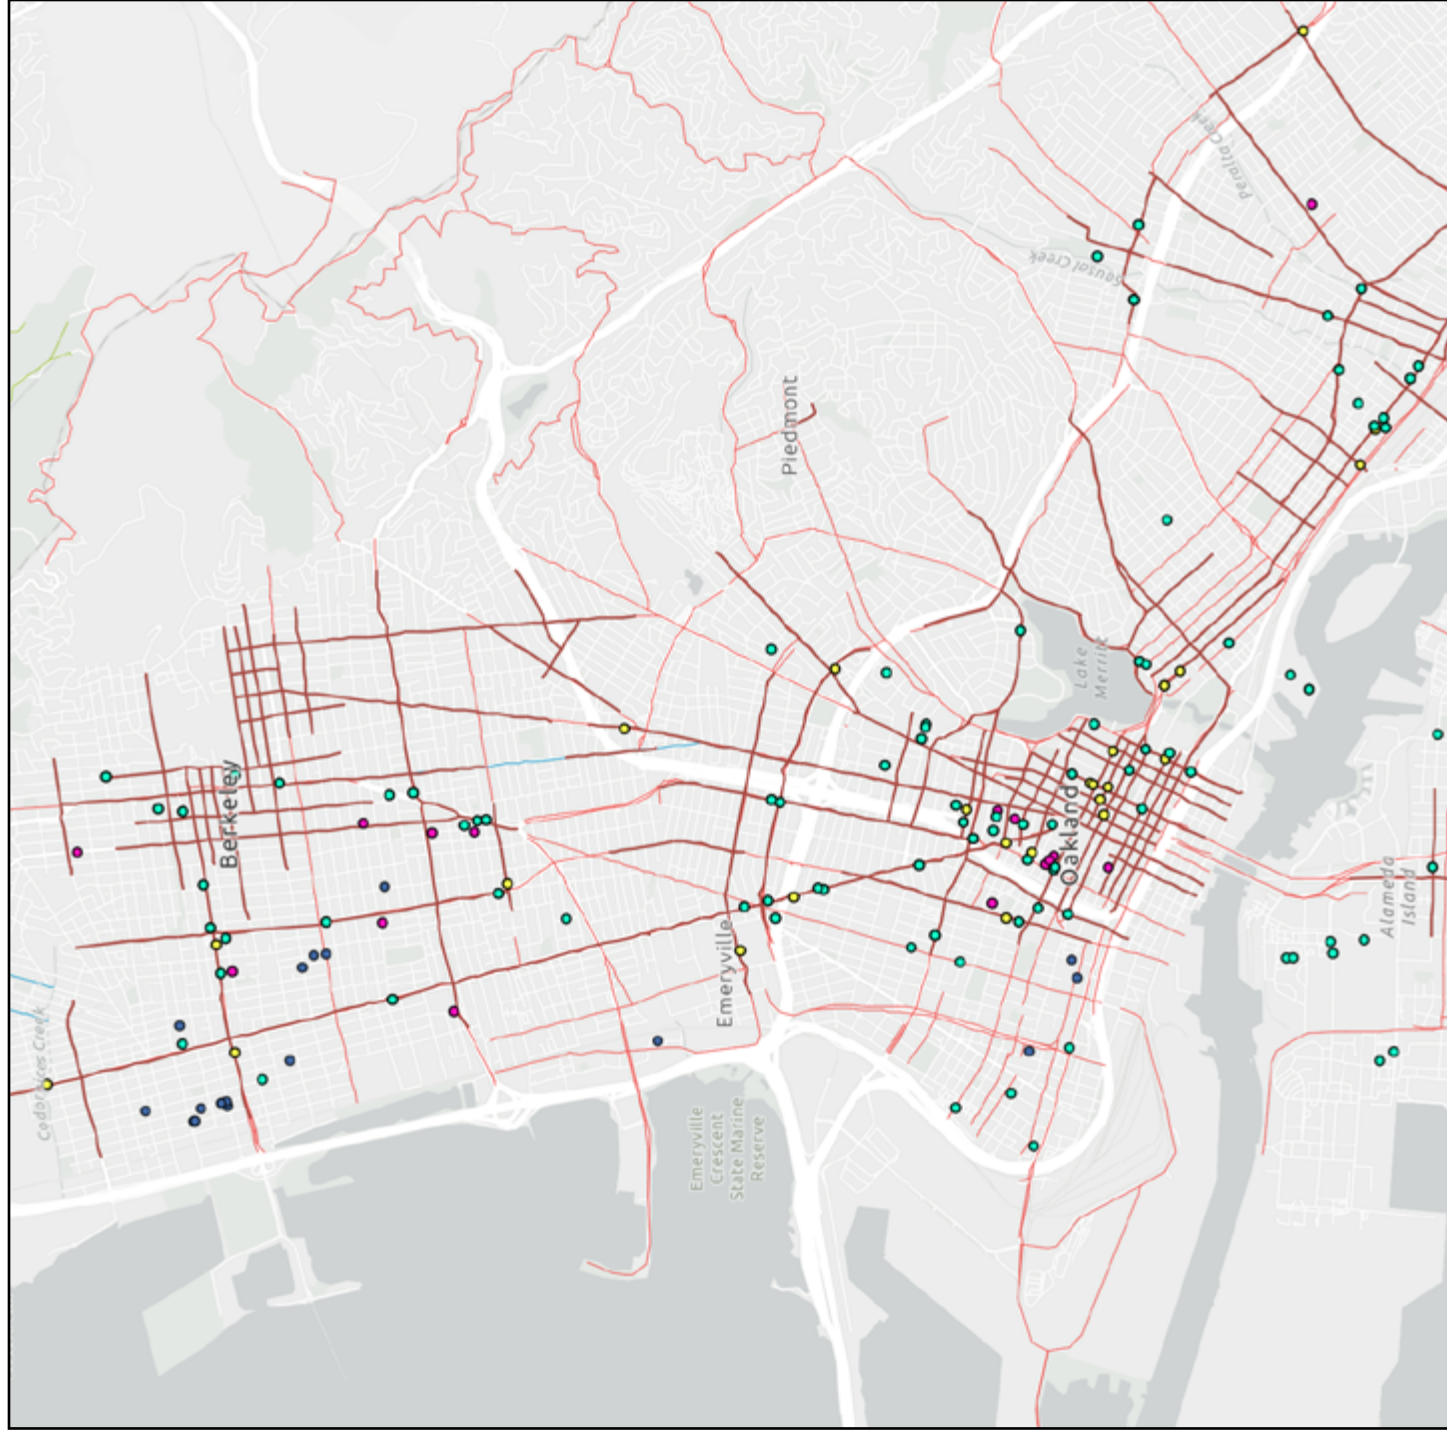 Peralta Creek
Sausal Creek
Piedmont
Lake
Merritt
Berkeley
Oakland
Alameda
Island
Emeryville
Codornices Creek
Emeryville
Crescent
State Marine
Reserve